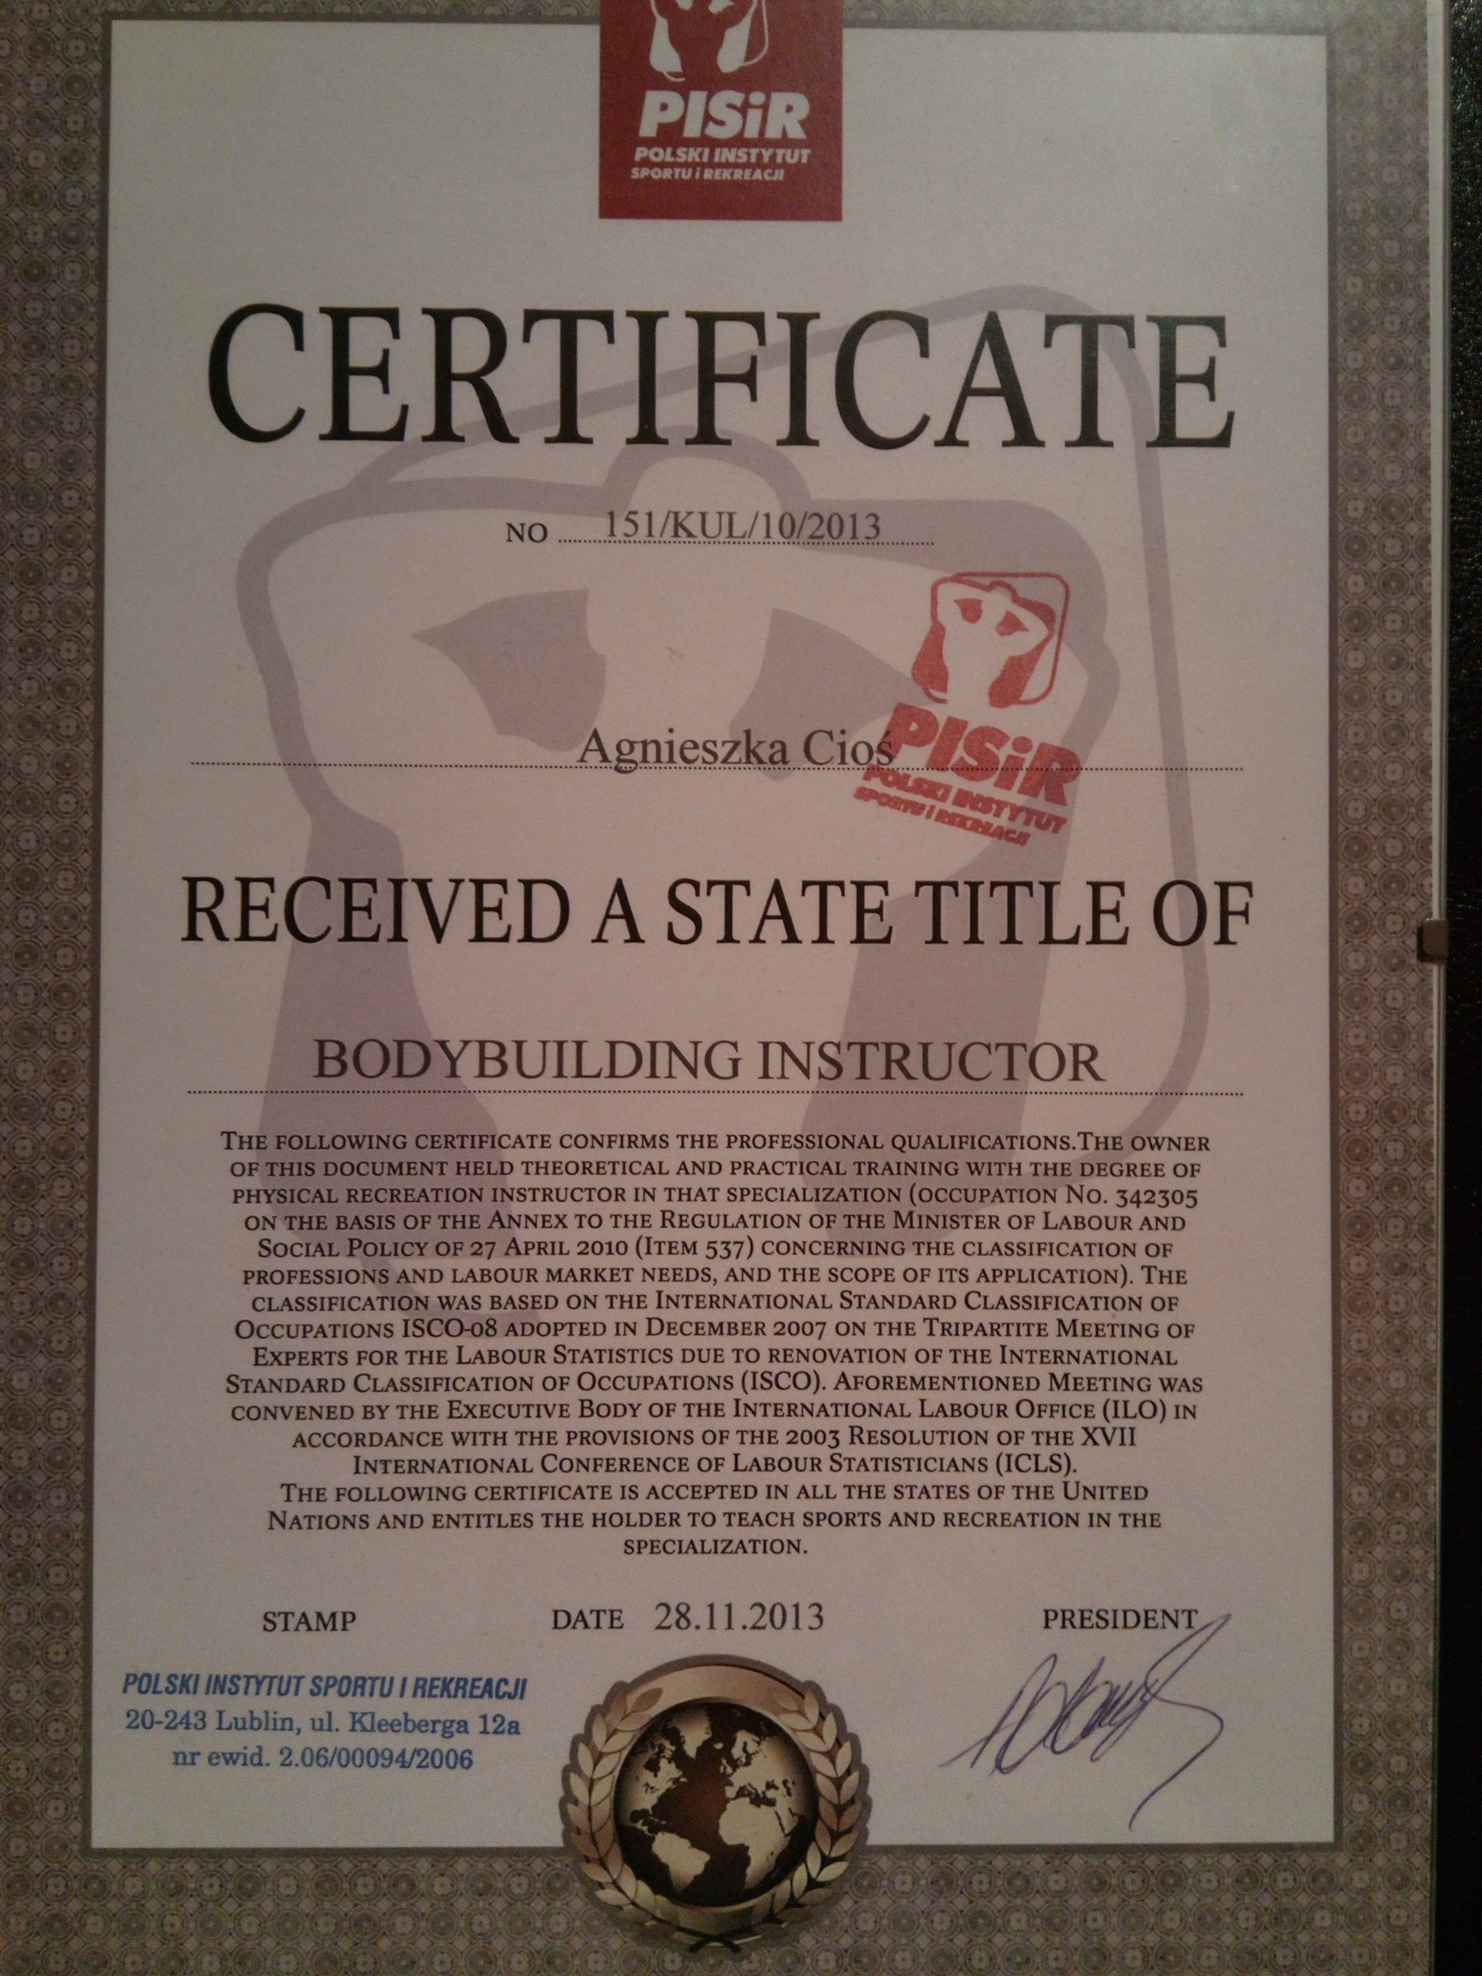 PISiR
POLSKI INSTYTUT
SPORTU i REKREACJI
CERTIFICATE
NO 151/KUL/10/2013
Agnieszka Cioś
PISiR
POLSKI INSTYTUT
SPORTU i REKREACJI
RECEIVED A STATE TITLE OF
BODYBUILDING INSTRUCTOR
THE FOLLOWING CERTIFICATE CONFIRMS THE PROFESSIONAL QUALIFICATIONS.THE OWNER
OF THIS DOCUMENT HELD THEORETICAL AND PRACTICAL TRAINING WITH THE DEGREE OF
PHYSICAL RECREATION INSTRUCTOR IN THAT SPECIALIZATION (OCCUPATION NO. 342305
ON THE BASIS OF THE ANNEX TO THE REGULATION OF THE MINISTER OF LABOUR AND
SOCIAL POLICY OF 27 APRIL 2010 (ITEM 537) CONCERNING THE CLASSIFICATION OF
PROFESSIONS AND LABOUR MARKET NEEDS, AND THE SCOPE OF ITS APPLICATION). THE
CLASSIFICATION WAS BASED ON THE INTERNATIONAL STANDARD CLASSIFICATION OF
OCCUPATIONS ISCO-08 ADOPTED IN DECEMBER 2007 ON THE TRIPARTITE MEETING OF
EXPERTS FOR THE LABOUR STATISTICS DUE TO RENOVATION OF THE INTERNATIONAL
STANDARD CLASSIFICATION OF OCCUPATIONS (ISCO). AFOREMENTIONED MEETING WAS
CONVENED BY THE EXECUTIVE BODY OF THE INTERNATIONAL LABOUR OFFICE (ILO) IN
ACCORDANCE WITH THE PROVISIONS OF THE 2003 RESOLUTION OF THE XVII
INTERNATIONAL CONFERENCE OF LABOUR STATISTICIANS (ICLS).
THE FOLLOWING CERTIFICATE IS ACCEPTED IN ALL THE STATES OF THE UNITED
NATIONS AND ENTITLES THE HOLDER TO TEACH SPORTS AND RECREATION IN THE
SPECIALIZATION.
STAMP
DATE 28.11.2013
PRESIDENT
POLSKI INSTYTUT SPORTU I REKREACJI
20-243 Lublin, ul. Kleeberga 12a
nr ewid. 2.06/00094/2006